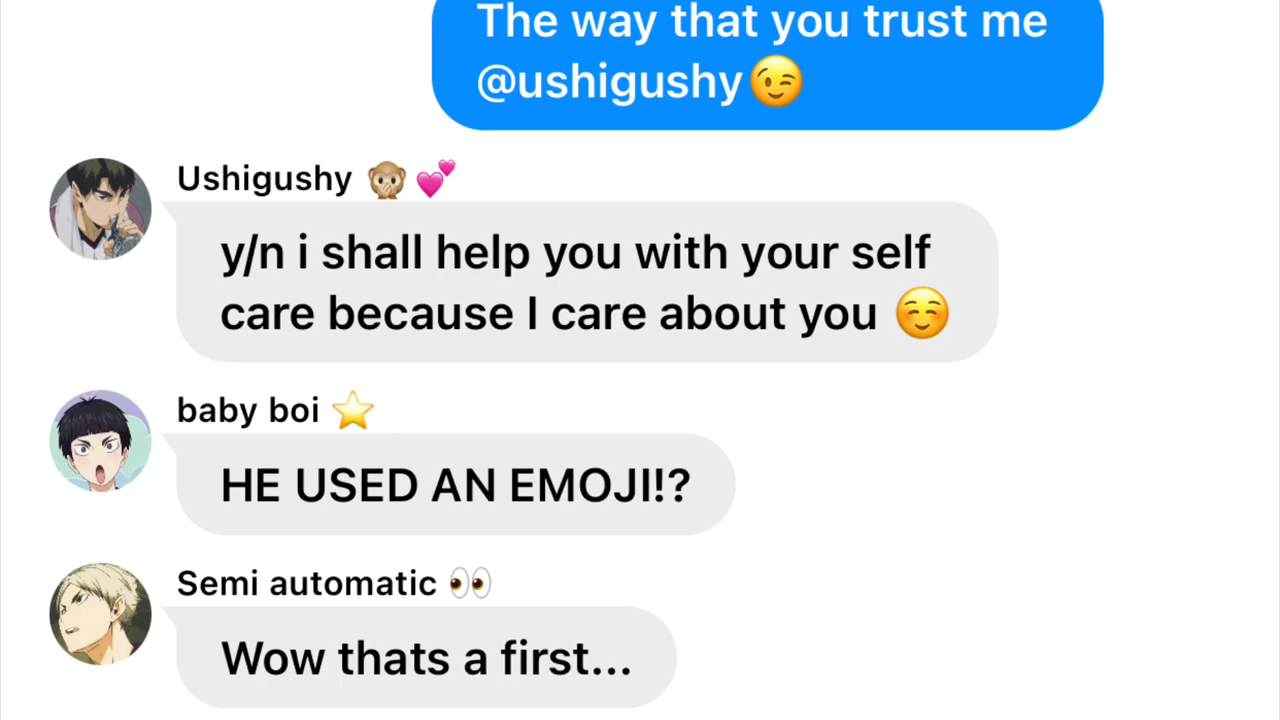 The way that you trust me
@ushigushy😉
Ushigushy 🙊 💕
y/n i shall help you with your self
care because I care about you ☺️
baby boi ⭐
HE USED AN EMOJI!?
Semi automatic 👀
Wow thats a first...